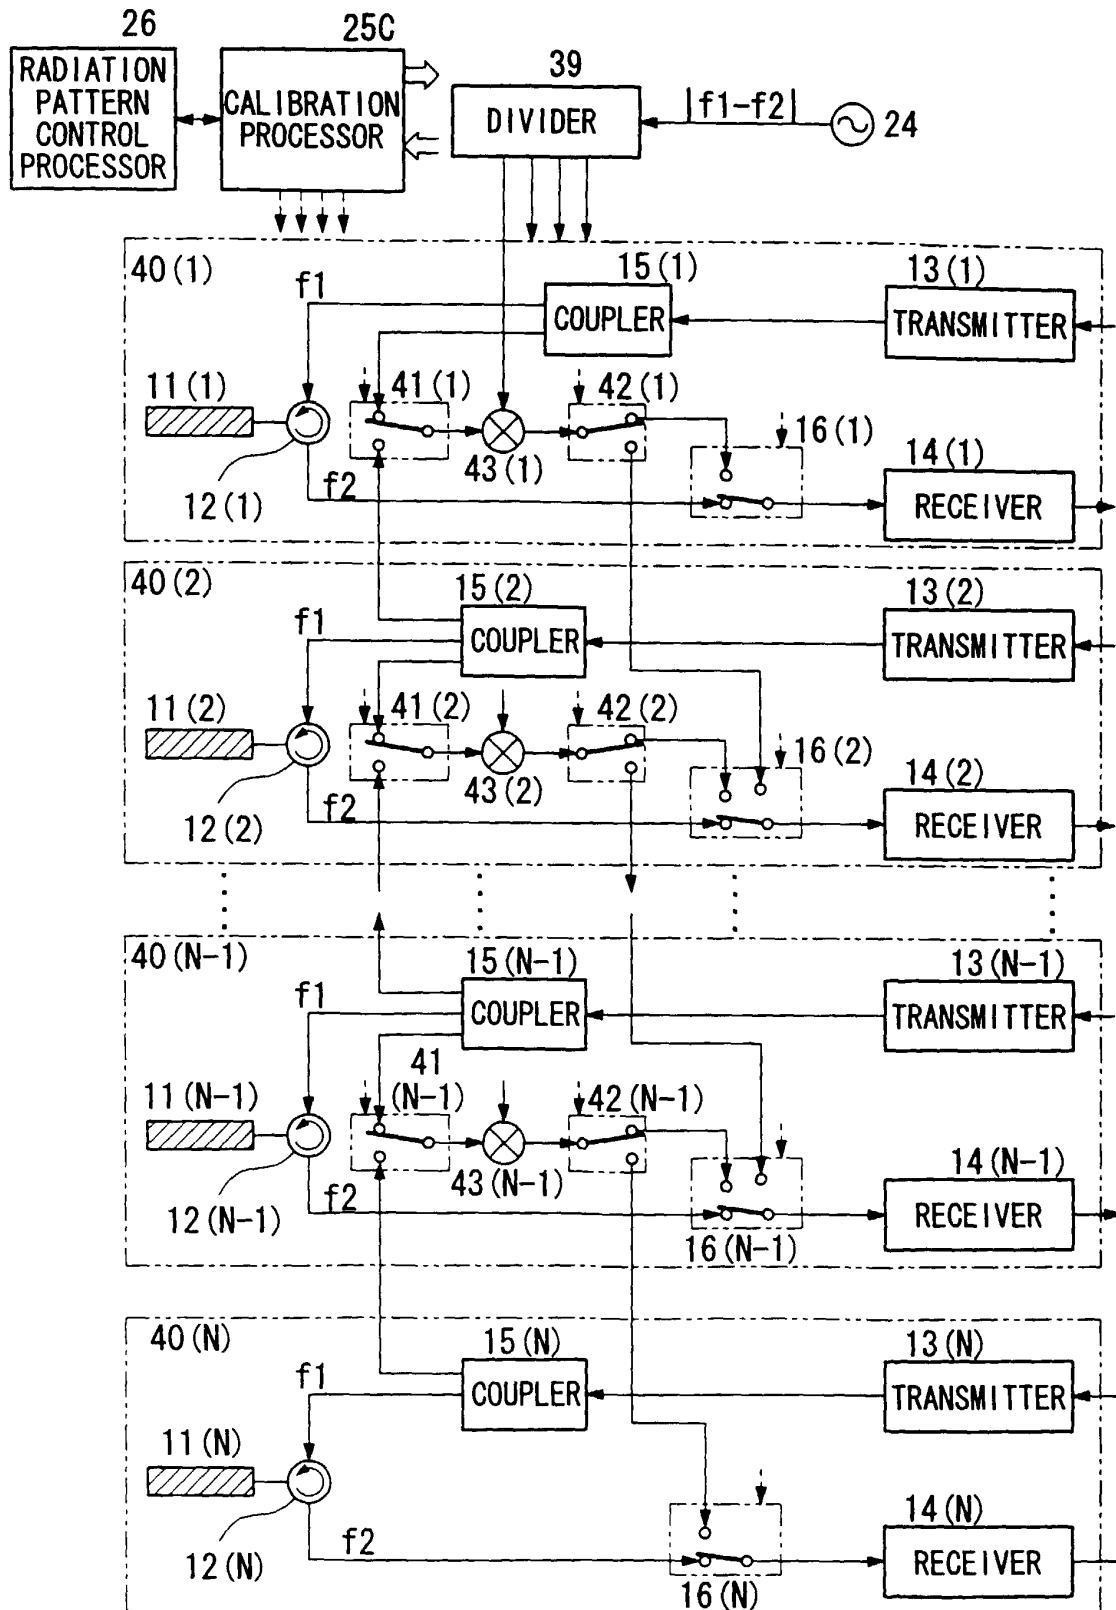 26
25C
39
RADIATION
PATTERN
CONTROL
PROCESSOR
CALIBRATION
PROCESSOR
DIVIDER
|f1-f2|
24
40(1)
f1
15(1)
COUPLER
13(1)
TRANSMITTER
11(1)
41(1)
42(1)
16(1)
43(1)
12(1)
f2
14(1)
RECEIVER
40(2)
f1
15(2)
COUPLER
13(2)
TRANSMITTER
11(2)
41(2)
42(2)
16(2)
43(2)
12(2)
f2
14(2)
RECEIVER
40(N-1)
f1
15(N-1)
COUPLER
13(N-1)
TRANSMITTER
41
(N-1)
11(N-1)
42(N-1)
43(N-1)
12(N-1)
f2
16(N-1)
14(N-1)
RECEIVER
40(N)
f1
15(N)
COUPLER
13(N)
TRANSMITTER
11(N)
12(N)
f2
16(N)
14(N)
RECEIVER